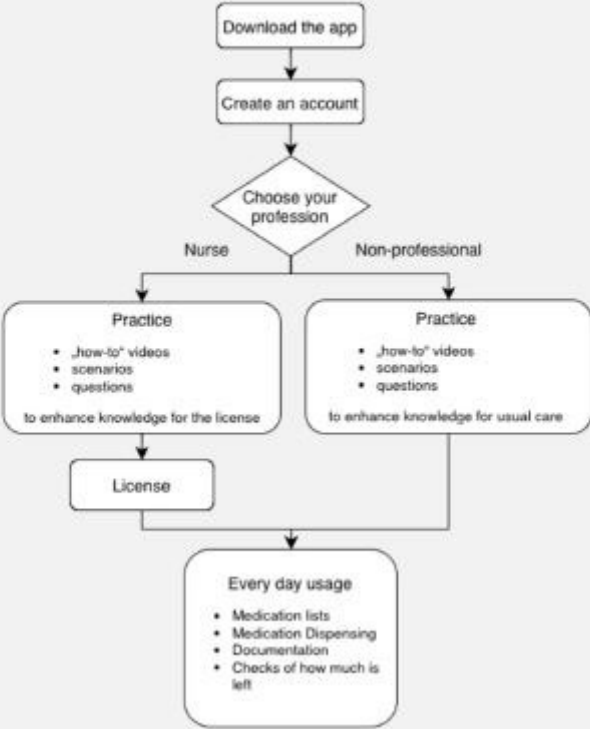 Download the app
Create an account
Choose your
profession
Nurse
Non-professional
Practice
• „how-to“ videos
• scenarios
• questions
to enhance knowledge for the license
Practice
• „how-to“ videos
• scenarios
• questions
to enhance knowledge for usual care
License
Every day usage
• Medication lists
• Medication Dispensing
• Documentation
• Checks of how much is
left